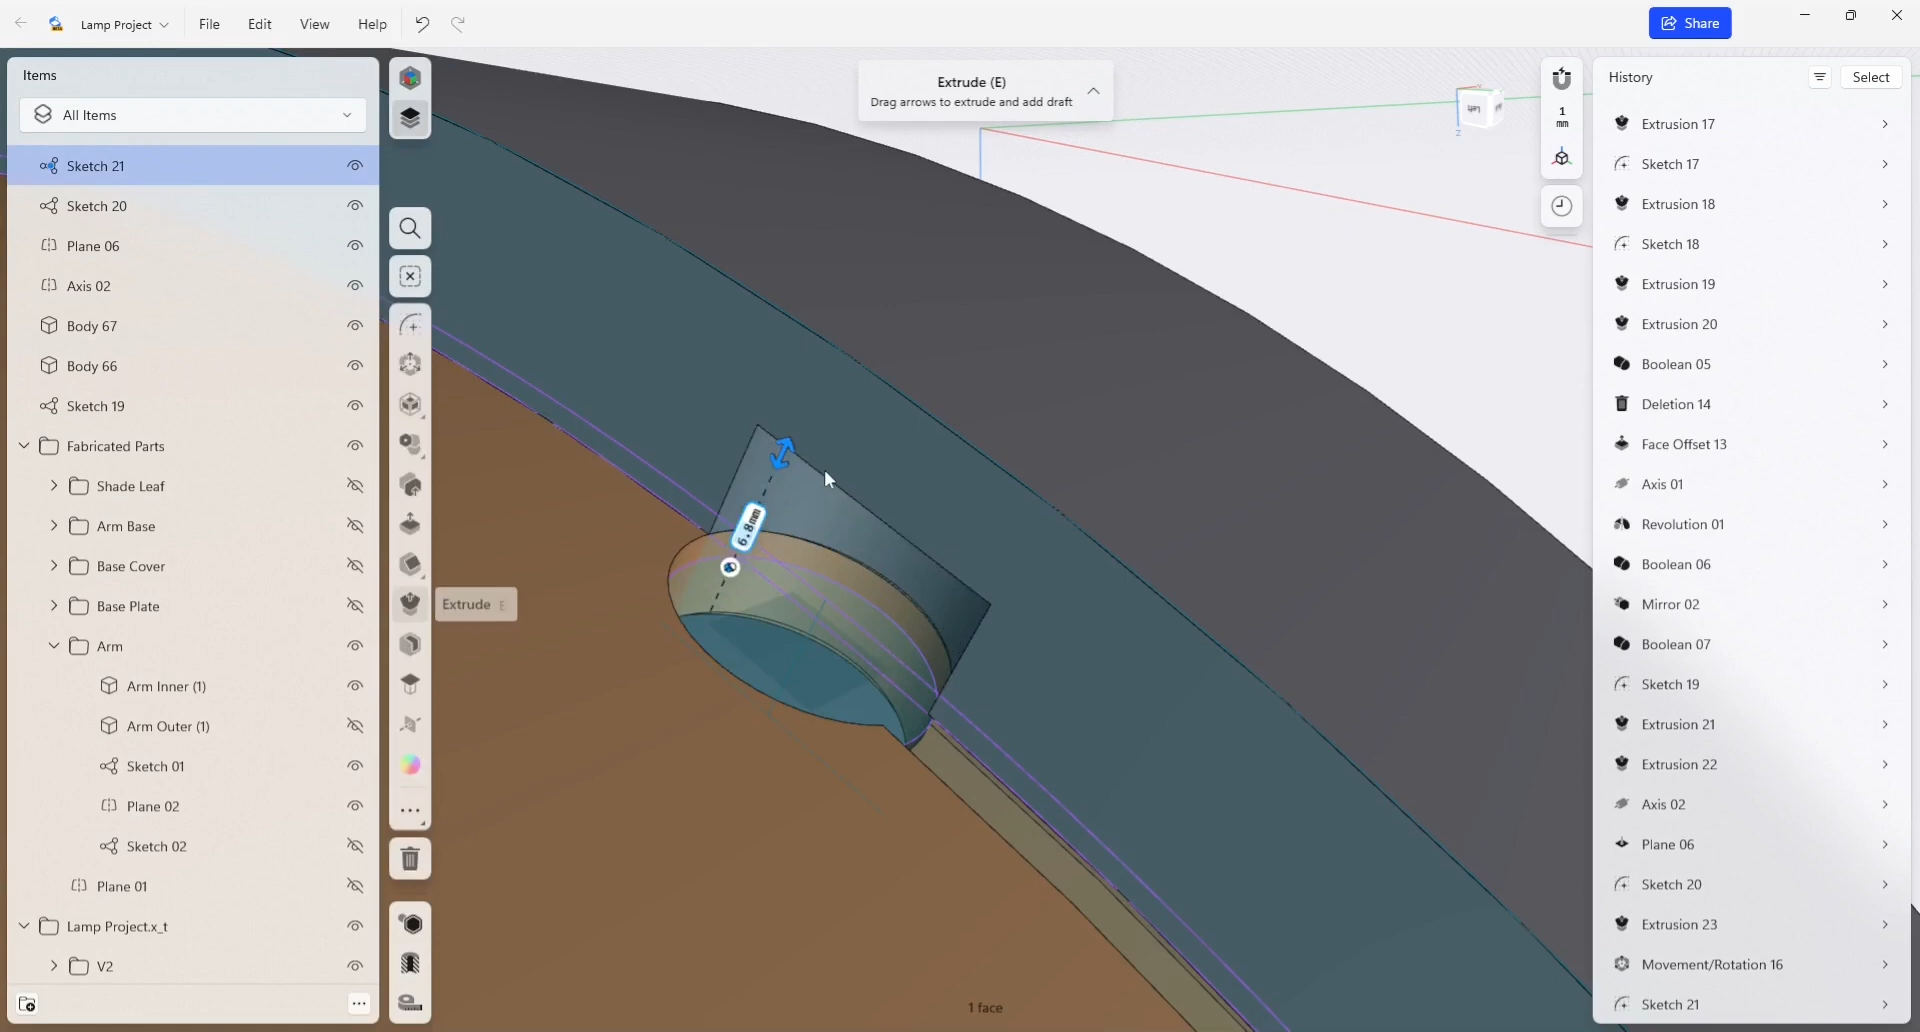 Lamp Project
File
Edit
View
Help
Share
Items
All Items
Sketch 21
Sketch 20
Plane 06
Axis 02
Body 67
Body 66
Sketch 19
Fabricated Parts
Shade Leaf
Arm Base
Base Cover
Base Plate
Arm
Arm Inner (1)
Arm Outer (1)
Sketch 01
Plane 02
Sketch 02
Plane 01
Lamp Project.x_t
V2
Extrude E
Extrude (E)
Drag arrows to extrude and add draft
6.8mm
1 face
Left
Z
1
mm
History
Select
Extrusion 17
Sketch 17
Extrusion 18
Sketch 18
Extrusion 19
Extrusion 20
Boolean 05
Deletion 14
Face Offset 13
Axis 01
Revolution 01
Boolean 06
Mirror 02
Boolean 07
Sketch 19
Extrusion 21
Extrusion 22
Axis 02
Plane 06
Sketch 20
Extrusion 23
Movement/Rotation 16
Sketch 21